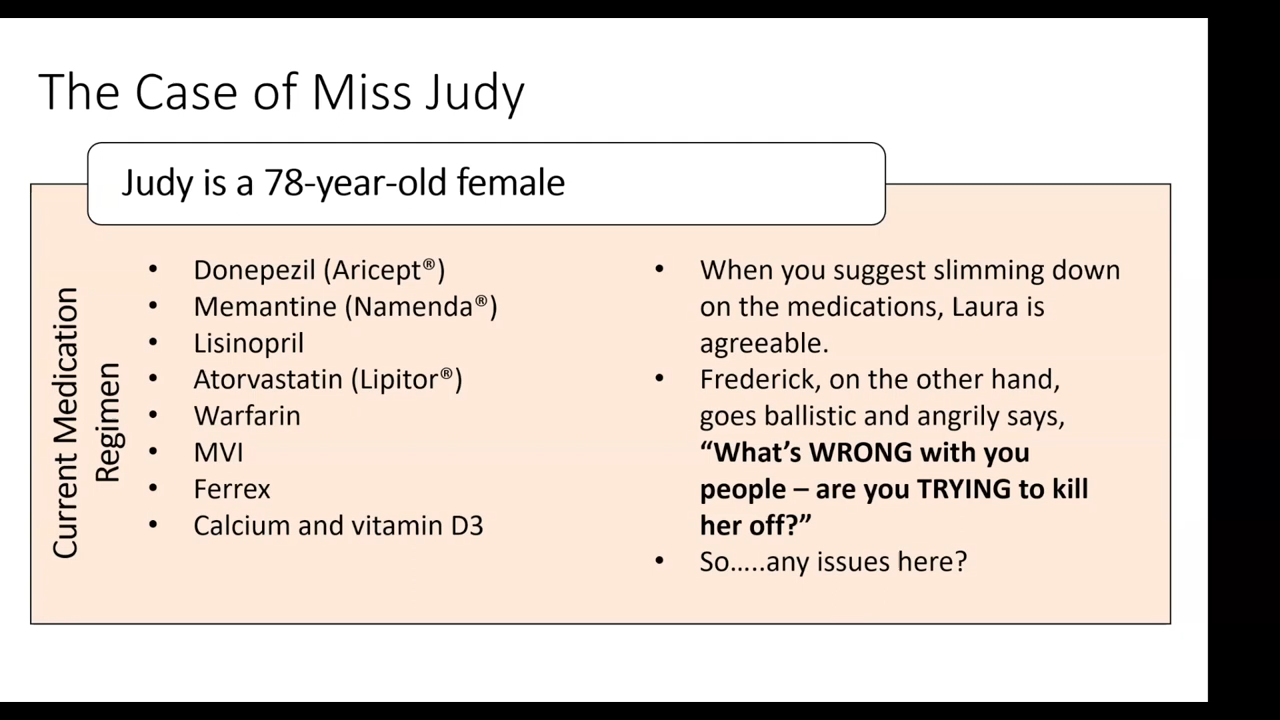 The Case of Miss Judy
Judy is a 78-year-old female
Current Medication
Regimen
• Donepezil (Aricept®)
• Memantine (Namenda®)
• Lisinopril
• Atorvastatin (Lipitor®)
• Warfarin
• MVI
• Ferrex
• Calcium and vitamin D3
• When you suggest slimming down
on the medications, Laura is
agreeable.
• Frederick, on the other hand,
goes ballistic and angrily says,
“What’s WRONG with you
people – are you TRYING to kill
her off?”
• So…..any issues here?